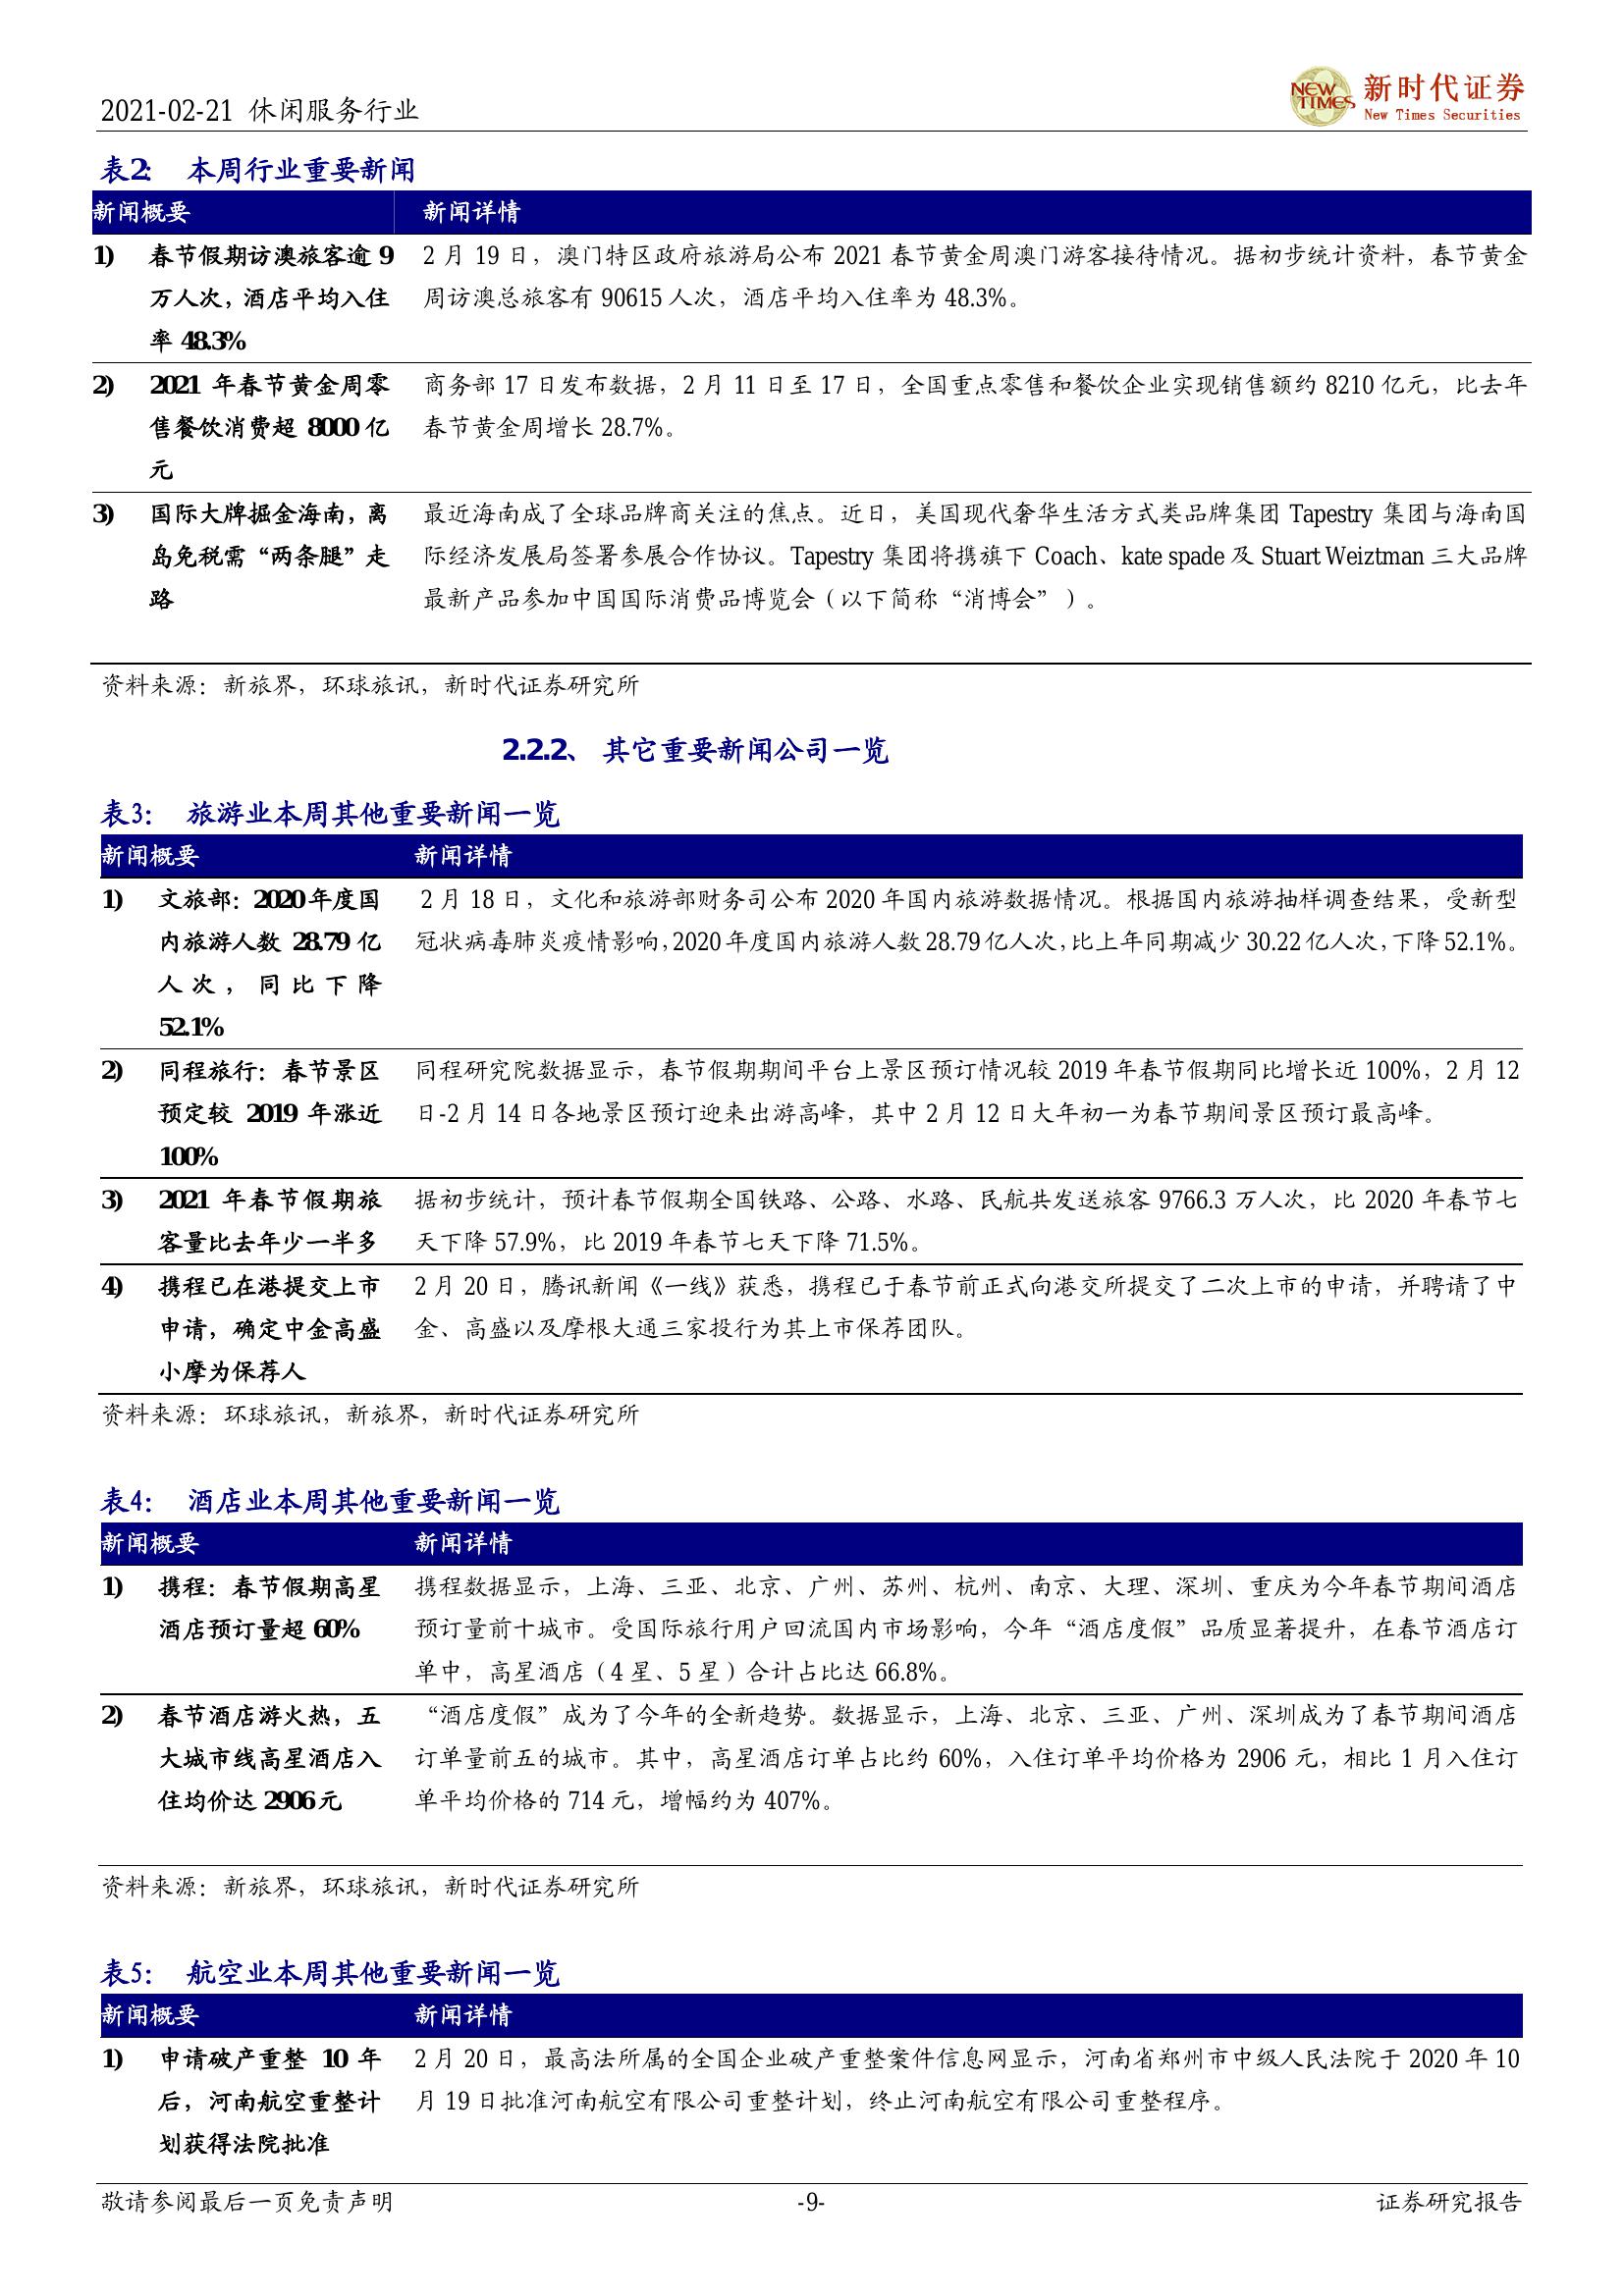 2021-02-21 休闲服务行业
NEW TIMES 新时代证券
New Times Securities
表2: 本周行业重要新闻
新闻概要 新闻详情
1) 春节假期访澳旅客逾 9 2 月 19 日，澳门特区政府旅游局公布 2021 春节黄金周澳门游客接待情况。据初步统计资料，春节黄金
万人次，酒店平均入住 周访澳总旅客有 90615 人次，酒店平均入住率为 48.3%。
率 48.3%
2) 2021 年春节黄金周零 商务部 17 日发布数据，2 月 11 日至 17 日，全国重点零售和餐饮企业实现销售额约 8210 亿元，比去年
售餐饮消费超 8000 亿 春节黄金周增长 28.7%。
元
3) 国际大牌掘金海南，离 最近海南成了全球品牌商关注的焦点。近日，美国现代奢华生活方式类品牌集团 Tapestry 集团与海南国
岛免税需“两条腿”走 际经济发展局签署参展合作协议。Tapestry 集团将携旗下 Coach、kate spade 及 Stuart Weiztman 三大品牌
路 最新产品参加中国国际消费品博览会（以下简称“消博会”）。
资料来源：新旅界，环球旅讯，新时代证券研究所
2.2.2、 其它重要新闻公司一览
表3： 旅游业本周其他重要新闻一览
新闻概要 新闻详情
1) 文旅部：2020 年度国 2 月 18 日，文化和旅游部财务司公布 2020 年国内旅游数据情况。根据国内旅游抽样调查结果，受新型
内旅游人数 28.79 亿 冠状病毒肺炎疫情影响，2020 年度国内旅游人数 28.79 亿人次，比上年同期减少 30.22 亿人次，下降 52.1%。
人次，同比下降
52.1%
2) 同程旅行：春节景区 同程研究院数据显示，春节假期期间平台上景区预订情况较 2019 年春节假期同比增长近 100%，2 月 12
预定较 2019 年涨近 日-2 月 14 日各地景区预订迎来出游高峰，其中 2 月 12 日大年初一为春节期间景区预订最高峰。
100%
3) 2021 年春节假期旅 据初步统计，预计春节假期全国铁路、公路、水路、民航共发送旅客 9766.3 万人次，比 2020 年春节七
客量比去年少一半多 天下降 57.9%，比 2019 年春节七天下降 71.5%。
4) 携程已在港提交上市 2 月 20 日，腾讯新闻《一线》获悉，携程已于春节前正式向港交所提交了二次上市的申请，并聘请了中
申请，确定中金高盛 金、高盛以及摩根大通三家投行为其上市保荐团队。
小摩为保荐人
资料来源：环球旅讯，新旅界，新时代证券研究所
表4： 酒店业本周其他重要新闻一览
新闻概要 新闻详情
1) 携程：春节假期高星 携程数据显示，上海、三亚、北京、广州、苏州、杭州、南京、大理、深圳、重庆为今年春节期间酒店
酒店预订量超 60% 预订量前十城市。受国际旅行用户回流国内市场影响，今年“酒店度假”品质显著提升，在春节酒店订
单中，高星酒店（4 星、5 星）合计占比达 66.8%。
2) 春节酒店游火热，五 “酒店度假”成为了今年的全新趋势。数据显示，上海、北京、三亚、广州、深圳成为了春节期间酒店
大城市线高星酒店入 订单量前五的城市。其中，高星酒店订单占比约 60%，入住订单平均价格为 2906 元，相比 1 月入住订
住均价达 2906 元 单平均价格的 714 元，增幅约为 407%。
资料来源：新旅界，环球旅讯，新时代证券研究所
表5： 航空业本周其他重要新闻一览
新闻概要 新闻详情
1) 申请破产重整 10 年 2 月 20 日，最高法所属的全国企业破产重整案件信息网显示，河南省郑州市中级人民法院于 2020 年 10
后，河南航空重整计 月 19 日批准河南航空有限公司重整计划，终止河南航空有限公司重整程序。
划获得法院批准
敬请参阅最后一页免责声明 -9- 证券研究报告